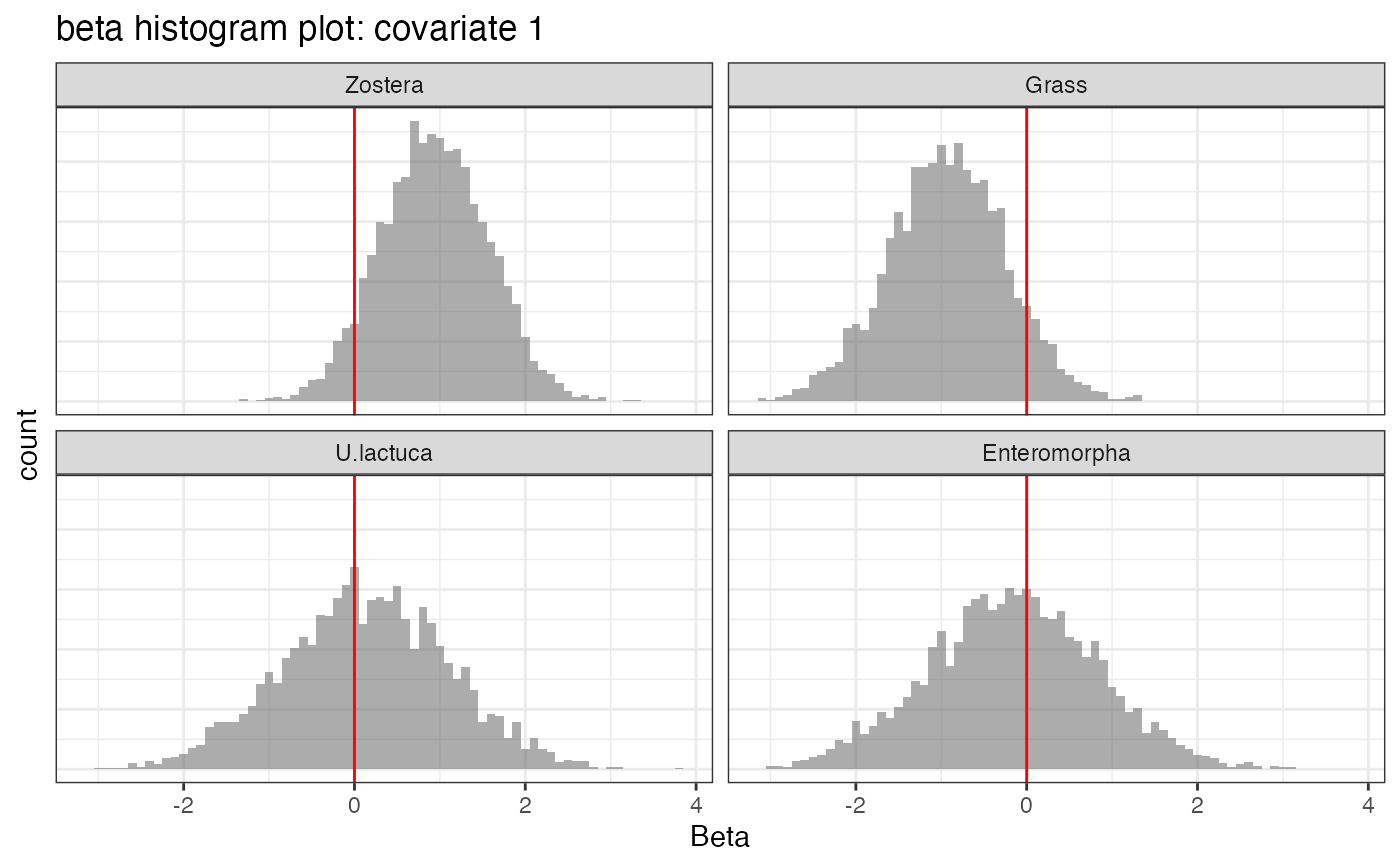 beta histogram plot: covariate 1
Zostera
Grass
count
U.lactuca
Enteromorpha
-2 0 2 4
-2 0 2 4
Beta